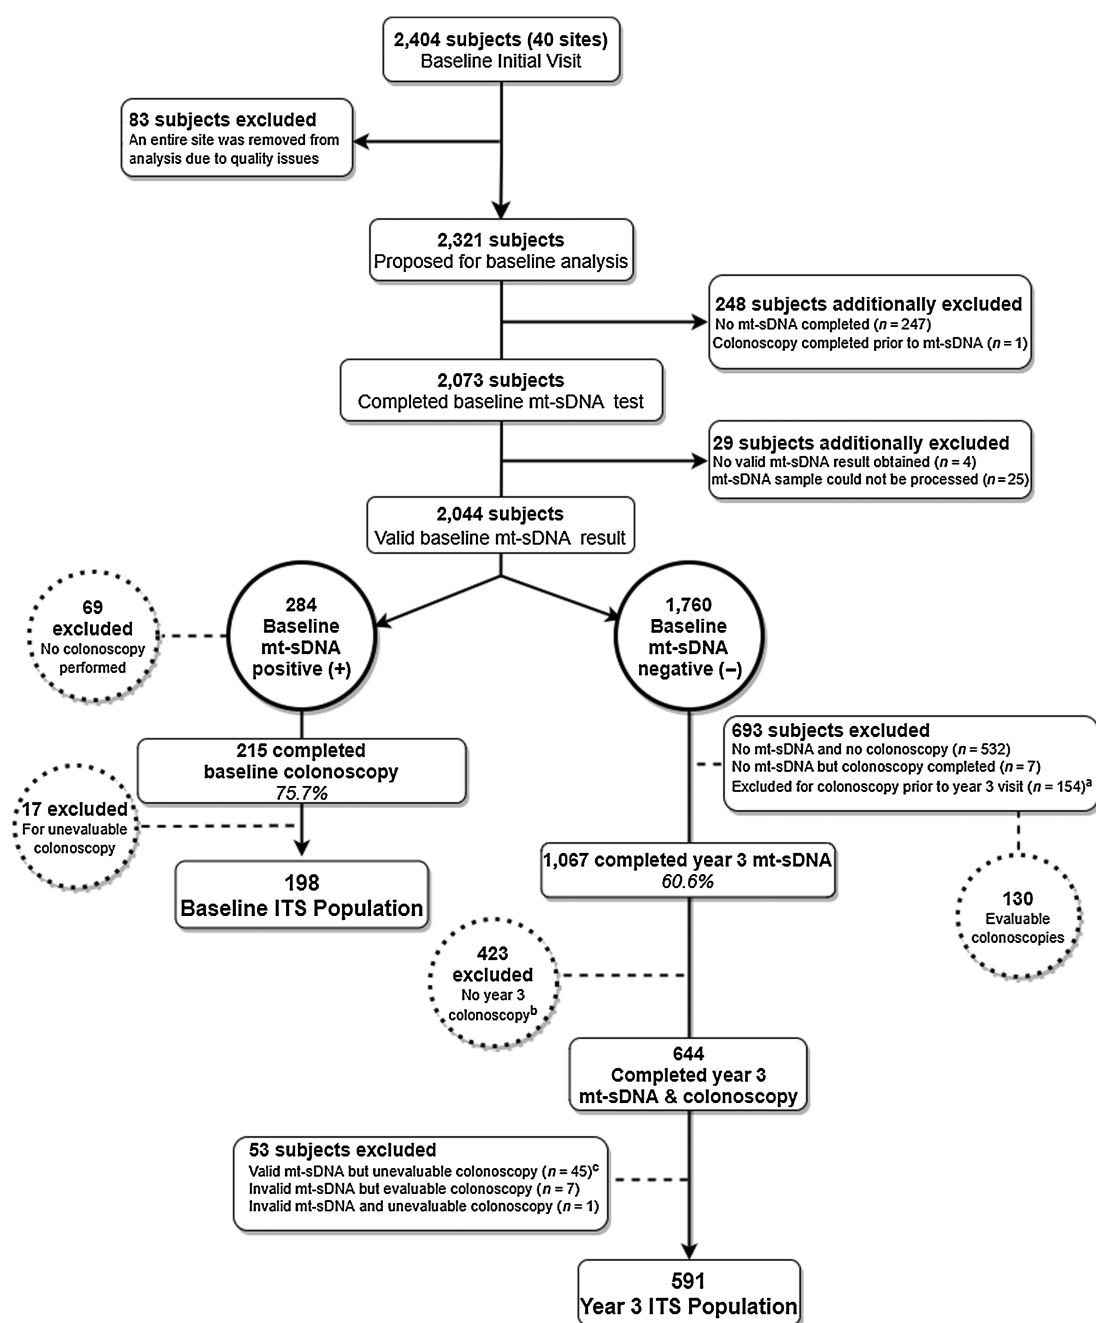 2,404 subjects (40 sites)
Baseline Initial Visit
83 subjects excluded
An entire site was removed from
analysis due to quality issues
2,321 subjects
Proposed for baseline analysis
248 subjects additionally excluded
No mt-sDNA completed (n = 247)
Colonoscopy completed prior to mt-sDNA (n = 1)
2,073 subjects
Completed baseline mt-sDNA test
29 subjects additionally excluded
No valid mt-sDNA result obtained (n = 4)
mt-sDNA sample could not be processed (n = 25)
2,044 subjects
Valid baseline mt-sDNA result
69
excluded
No colonoscopy
performed
284
Baseline
mt-sDNA
positive (+)
1,760
Baseline
mt-sDNA
negative (–)
215 completed
baseline colonoscopy
75.7%
693 subjects excluded
No mt-sDNA and no colonoscopy (n = 532)
No mt-sDNA but colonoscopy completed (n = 7)
Excluded for colonoscopy prior to year 3 visit (n = 154)a
17 excluded
For unevaluable
colonoscopy
198
Baseline ITS Population
1,067 completed year 3 mt-sDNA
60.6%
130
Evaluable
colonoscopies
423
excluded
No year 3
colonoscopyb
644
Completed year 3
mt-sDNA & colonoscopy
53 subjects excluded
Valid mt-sDNA but unevaluable colonoscopy (n = 45)c
Invalid mt-sDNA but evaluable colonoscopy (n = 7)
Invalid mt-sDNA and unevaluable colonoscopy (n = 1)
591
Year 3 ITS Population